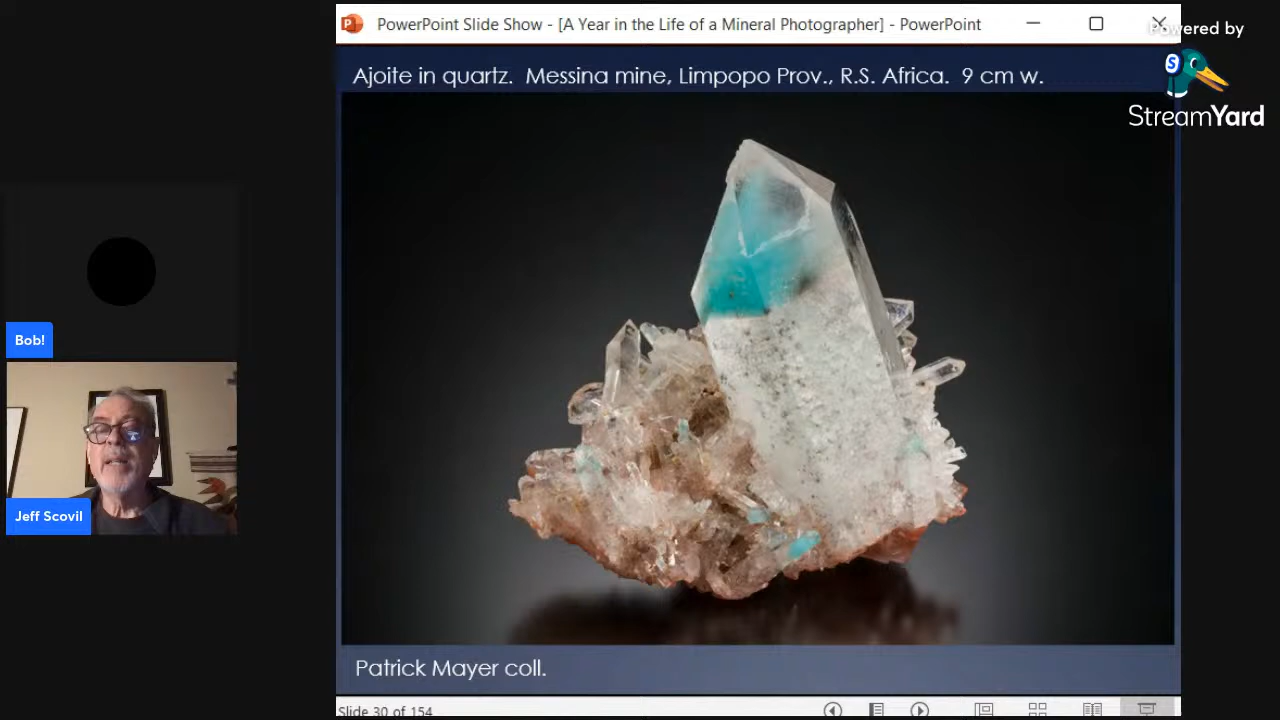 PowerPoint Slide Show - [A Year in the Life of a Mineral Photographer] - PowerPoint
Powered by
StreamYard
Ajoite in quartz. Messina mine, Limpopo Prov., R.S. Africa. 9 cm w.
Bob!
Jeff Scovil
Patrick Mayer coll.
Slide 30 of 154